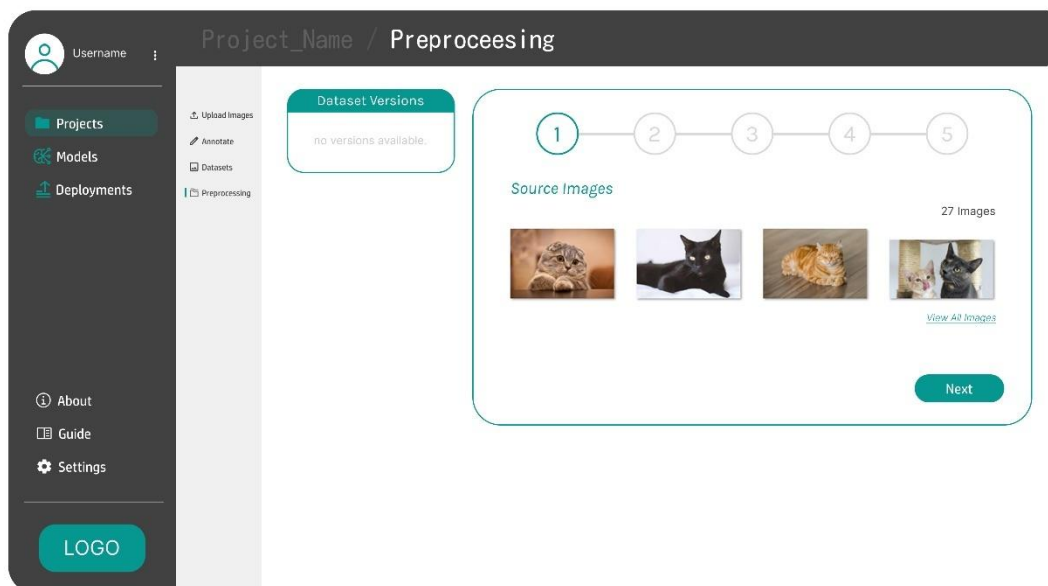 Username
Project_Name / Preproceesing
Projects
Models
Deployments
About
Guide
Settings
LOGO
Upload Images
Annotate
Datasets
Preprocessing
Dataset Versions
no versions available.
1 2 3 4 5
Source Images
27 Images
View All Images
Next